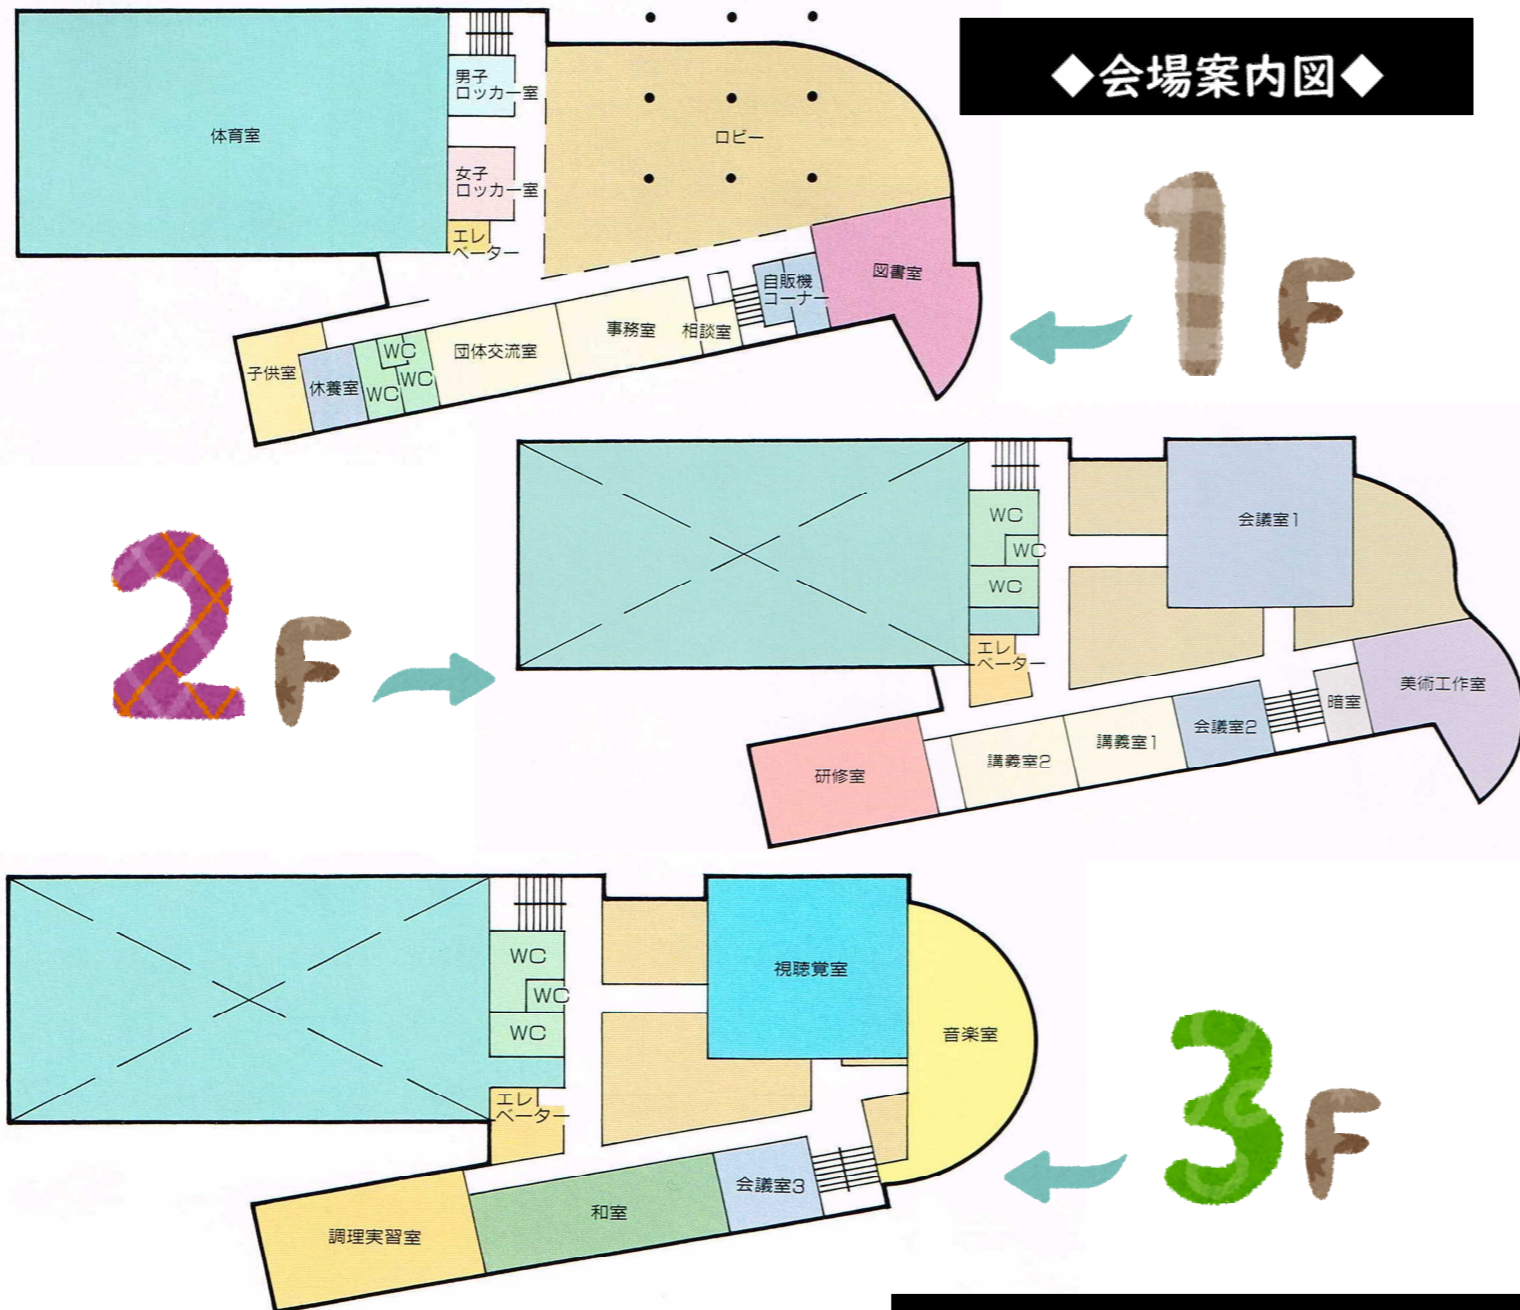 ◆会場案内図◆
1F
男子
ロッカー室
体育室
ロビー
女子
ロッカー室
エレ
ベーター
図書室
自販機
コーナー
相談室
事務室
団体交流室
WC
WC
WC
休養室
子供室
2F
会議室1
WC
WC
WC
エレ
ベーター
美術工作室
暗室
会議室2
講義室1
講義室2
研修室
3F
視聴覚室
WC
WC
WC
音楽室
エレ
ベーター
会議室3
和室
調理実習室